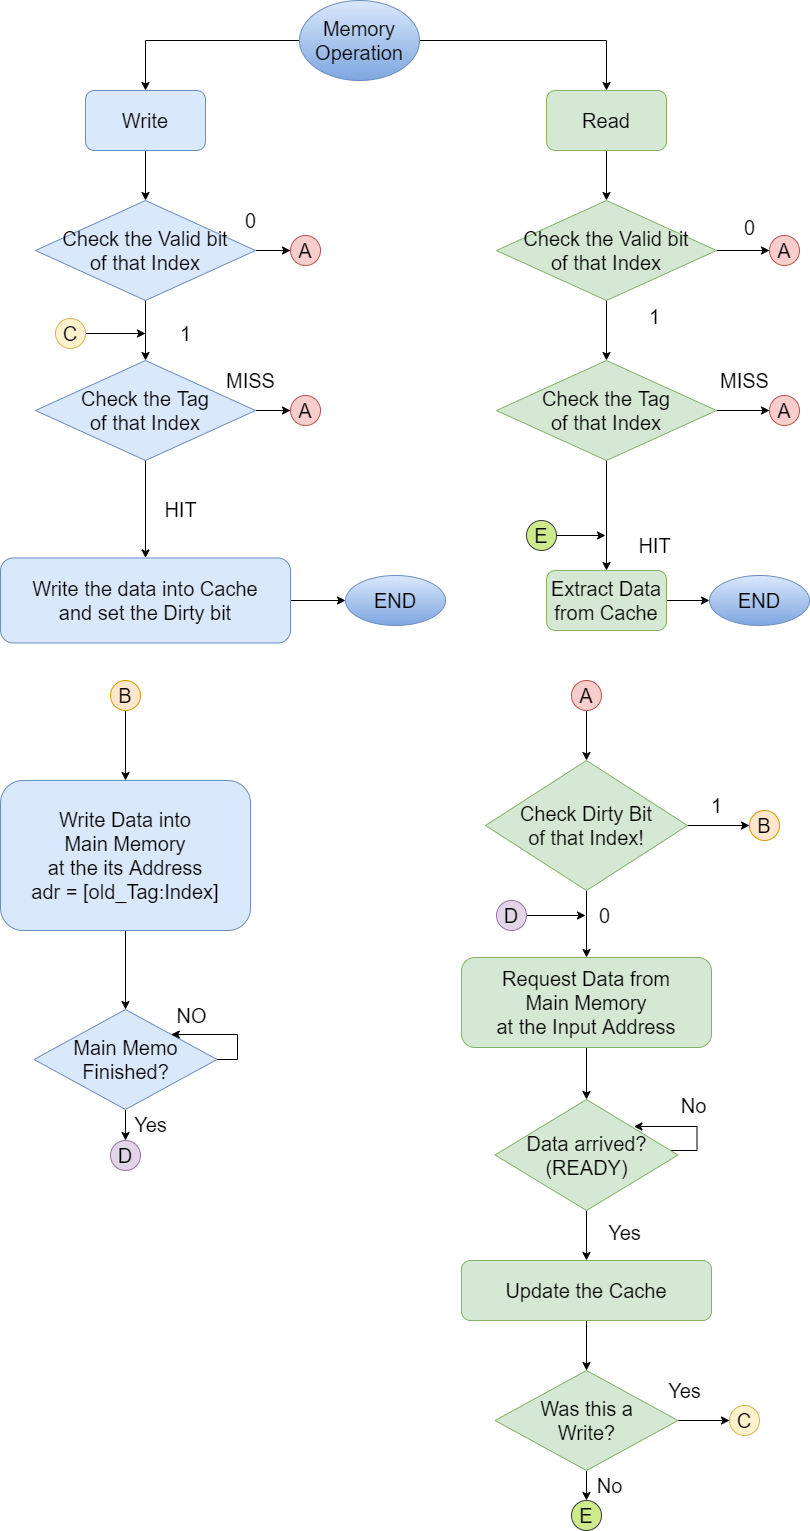 Memory
Operation
Write
Read
Check the Valid bit
of that Index
0
A
Check the Valid bit
of that Index
0
A
C
1
1
Check the Tag
of that Index
MISS
A
Check the Tag
of that Index
MISS
A
HIT
E
HIT
Write the data into Cache
and set the Dirty bit
END
Extract Data
from Cache
END
B
Write Data into
Main Memory
at the its Address
adr = [old_Tag:Index]
Main Memo
Finished?
NO
Yes
D
A
Check Dirty Bit
of that Index!
1
B
D
0
Request Data from
Main Memory
at the Input Address
Data arrived?
(READY)
No
Yes
Update the Cache
Was this a
Write?
Yes
C
No
E